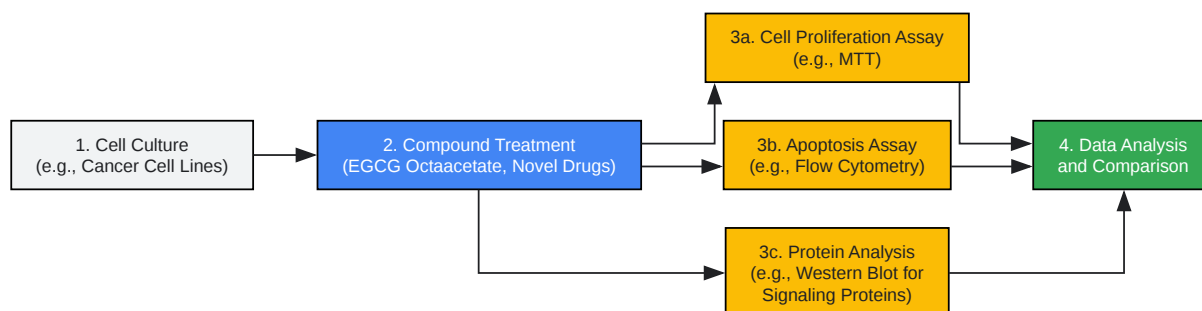 1. Cell Culture
(e.g., Cancer Cell Lines)
2. Compound Treatment
(EGCG Octaacetate, Novel Drugs)
3a. Cell Proliferation Assay
(e.g., MTT)
3b. Apoptosis Assay
(e.g., Flow Cytometry)
3c. Protein Analysis
(e.g., Western Blot for
Signaling Proteins)
4. Data Analysis
and Comparison